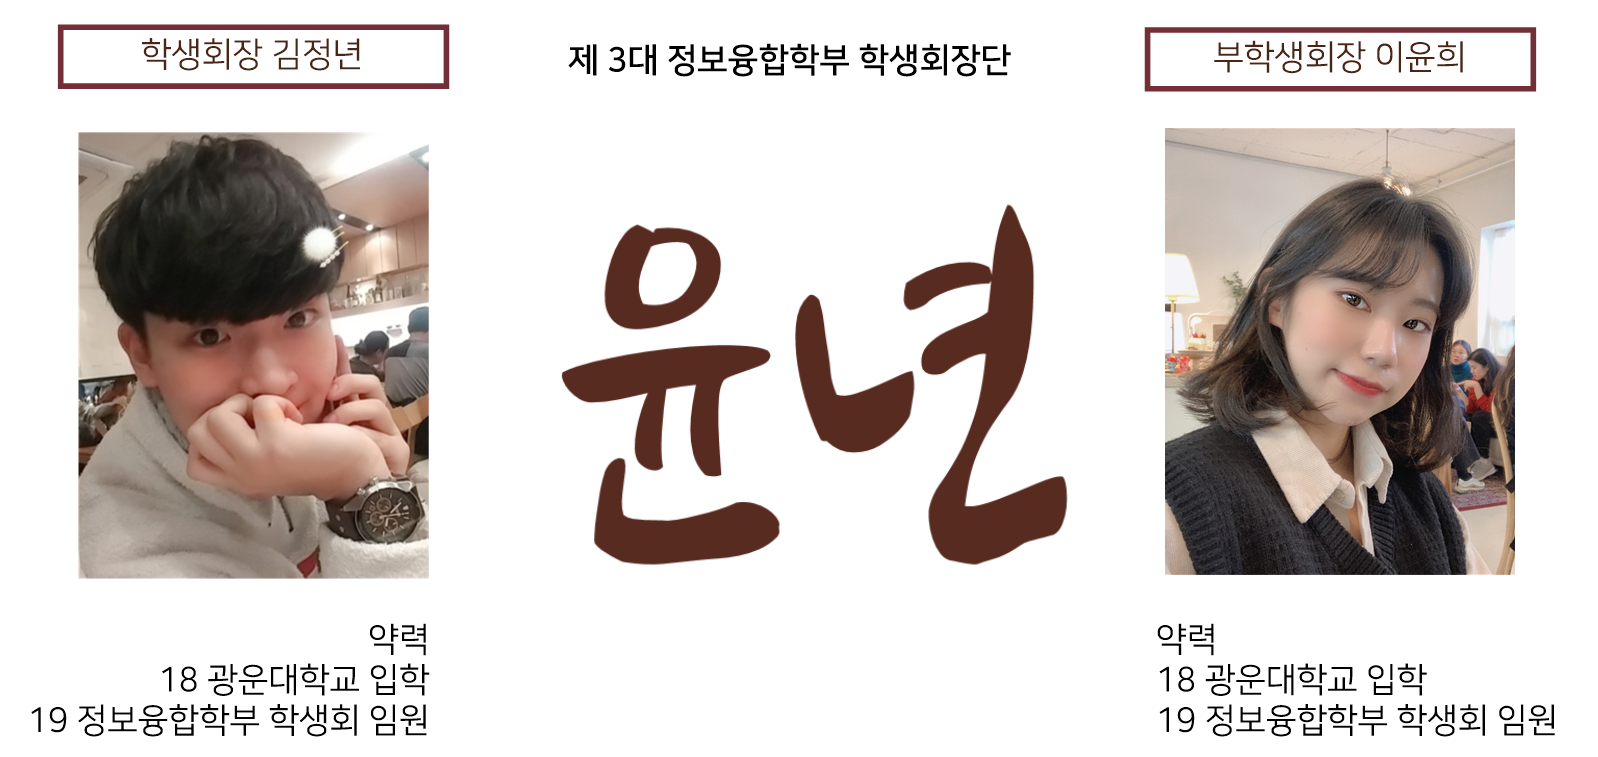 학생회장 김정년
제 3대 정보융합학부 학생회장단
부학생회장 이윤희
윤년
약력
18 광운대학교 입학
19 정보융합학부 학생회 임원
약력
18 광운대학교 입학
19 정보융합학부 학생회 임원